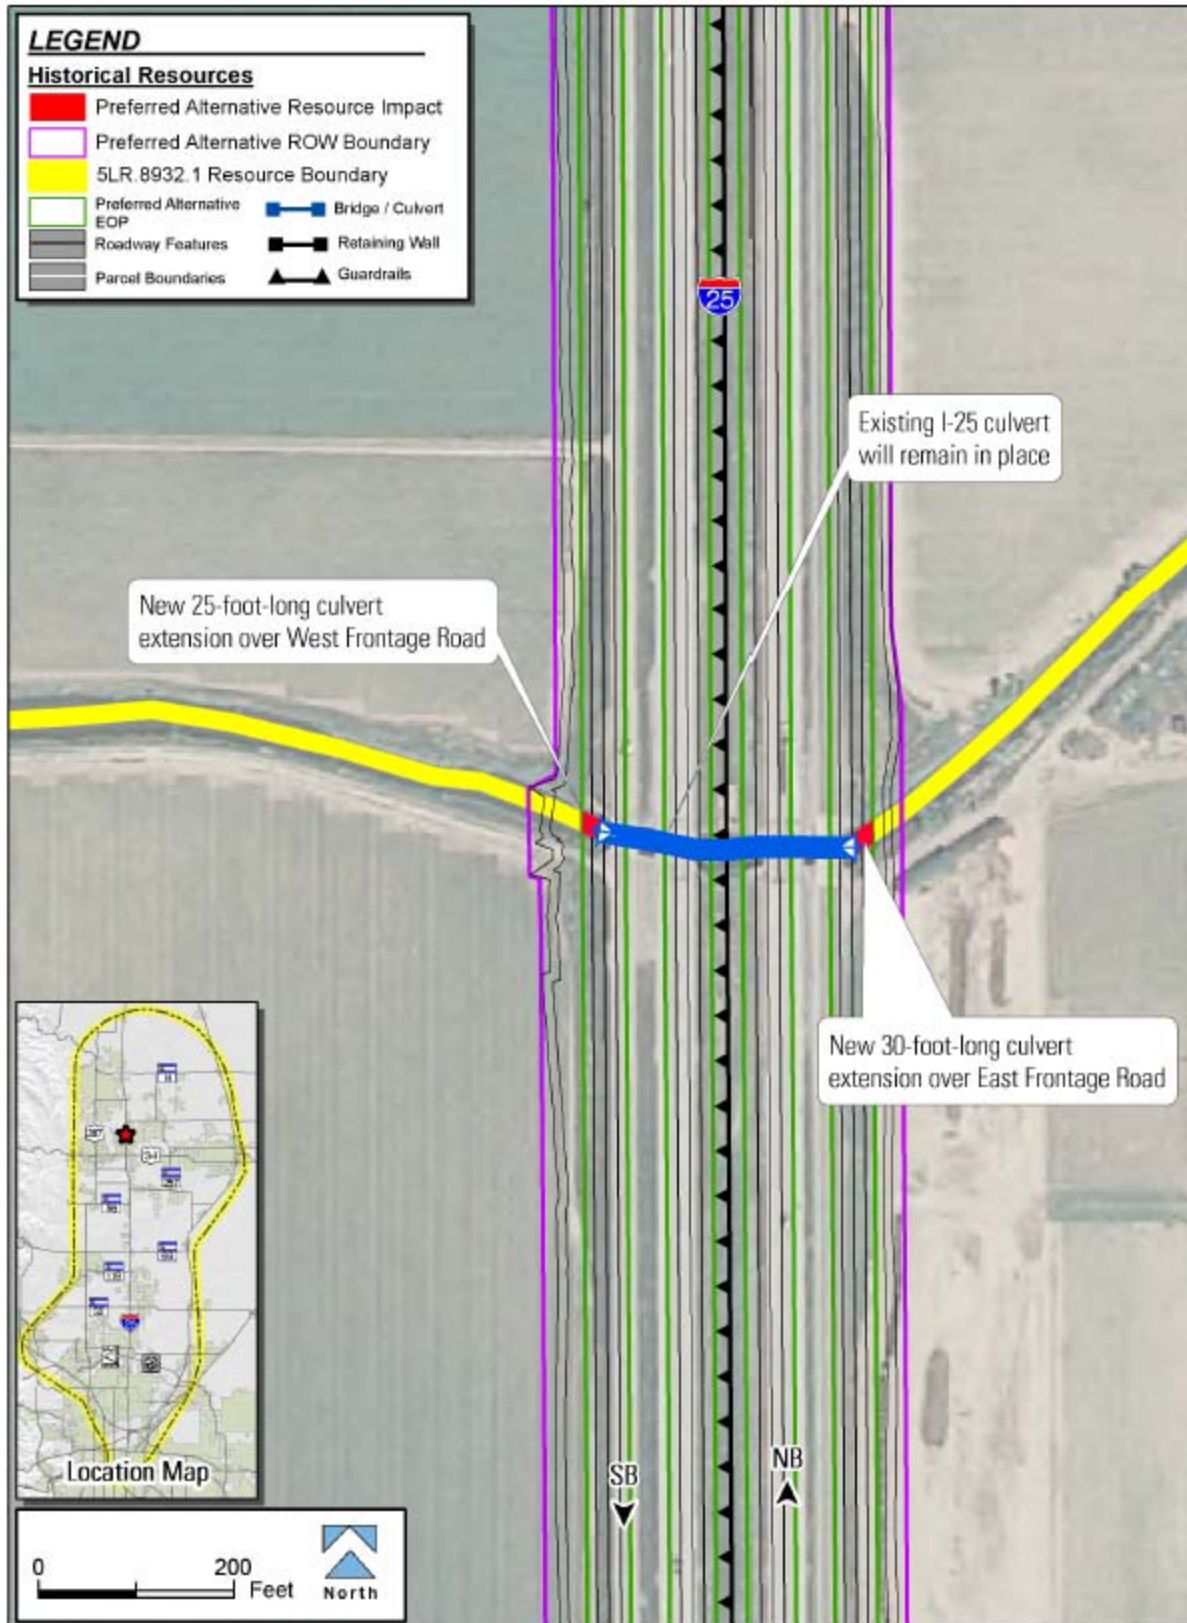 LEGEND
Historical Resources
Preferred Alternative Resource Impact
Preferred Alternative ROW Boundary
5LR.8932.1 Resource Boundary
Preferred Alternative
EOP
Bridge / Culvert
Roadway Features
Retaining Wall
Parcel Boundaries
Guardrails
25
Existing I-25 culvert
will remain in place
New 25-foot-long culvert
extension over West Frontage Road
New 30-foot-long culvert
extension over East Frontage Road
287
Location Map
SB
NB
0
200
Feet
North